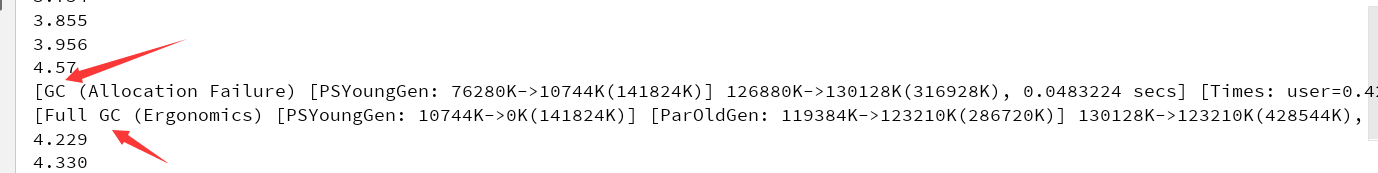 3.855
3.956
4.57
[GC (Allocation Failure) [PSYoungGen: 76280K->10744K(141824K)] 126880K->130128K(316928K), 0.0483224 secs] [Times: user=0.42
[Full GC (Ergonomics) [PSYoungGen: 10744K->0K(141824K)] [ParOldGen: 119384K->123210K(286720K)] 130128K->123210K(428544K),
4.229
4.330